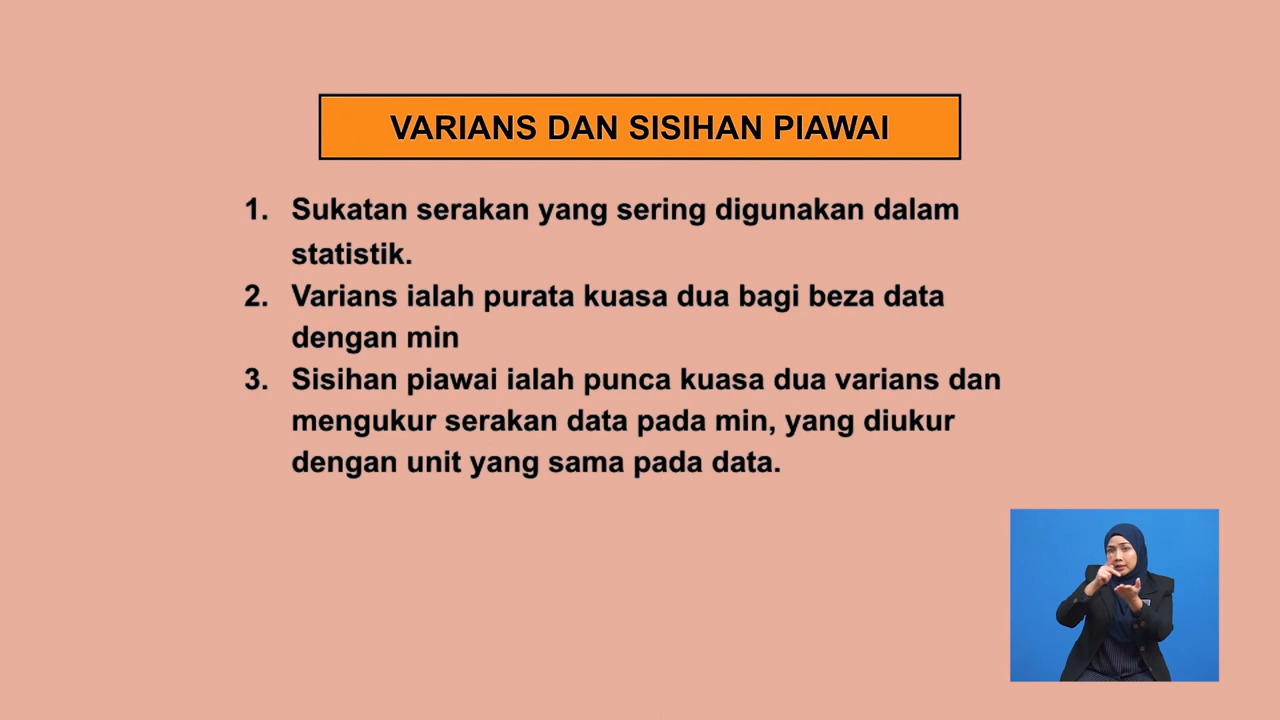 VARIANS DAN SISIHAN PIAWAI
1. Sukatan serakan yang sering digunakan dalam
statistik.
2. Varians ialah purata kuasa dua bagi beza data
dengan min
3. Sisihan piawai ialah punca kuasa dua varians dan
mengukur serakan data pada min, yang diukur
dengan unit yang sama pada data.